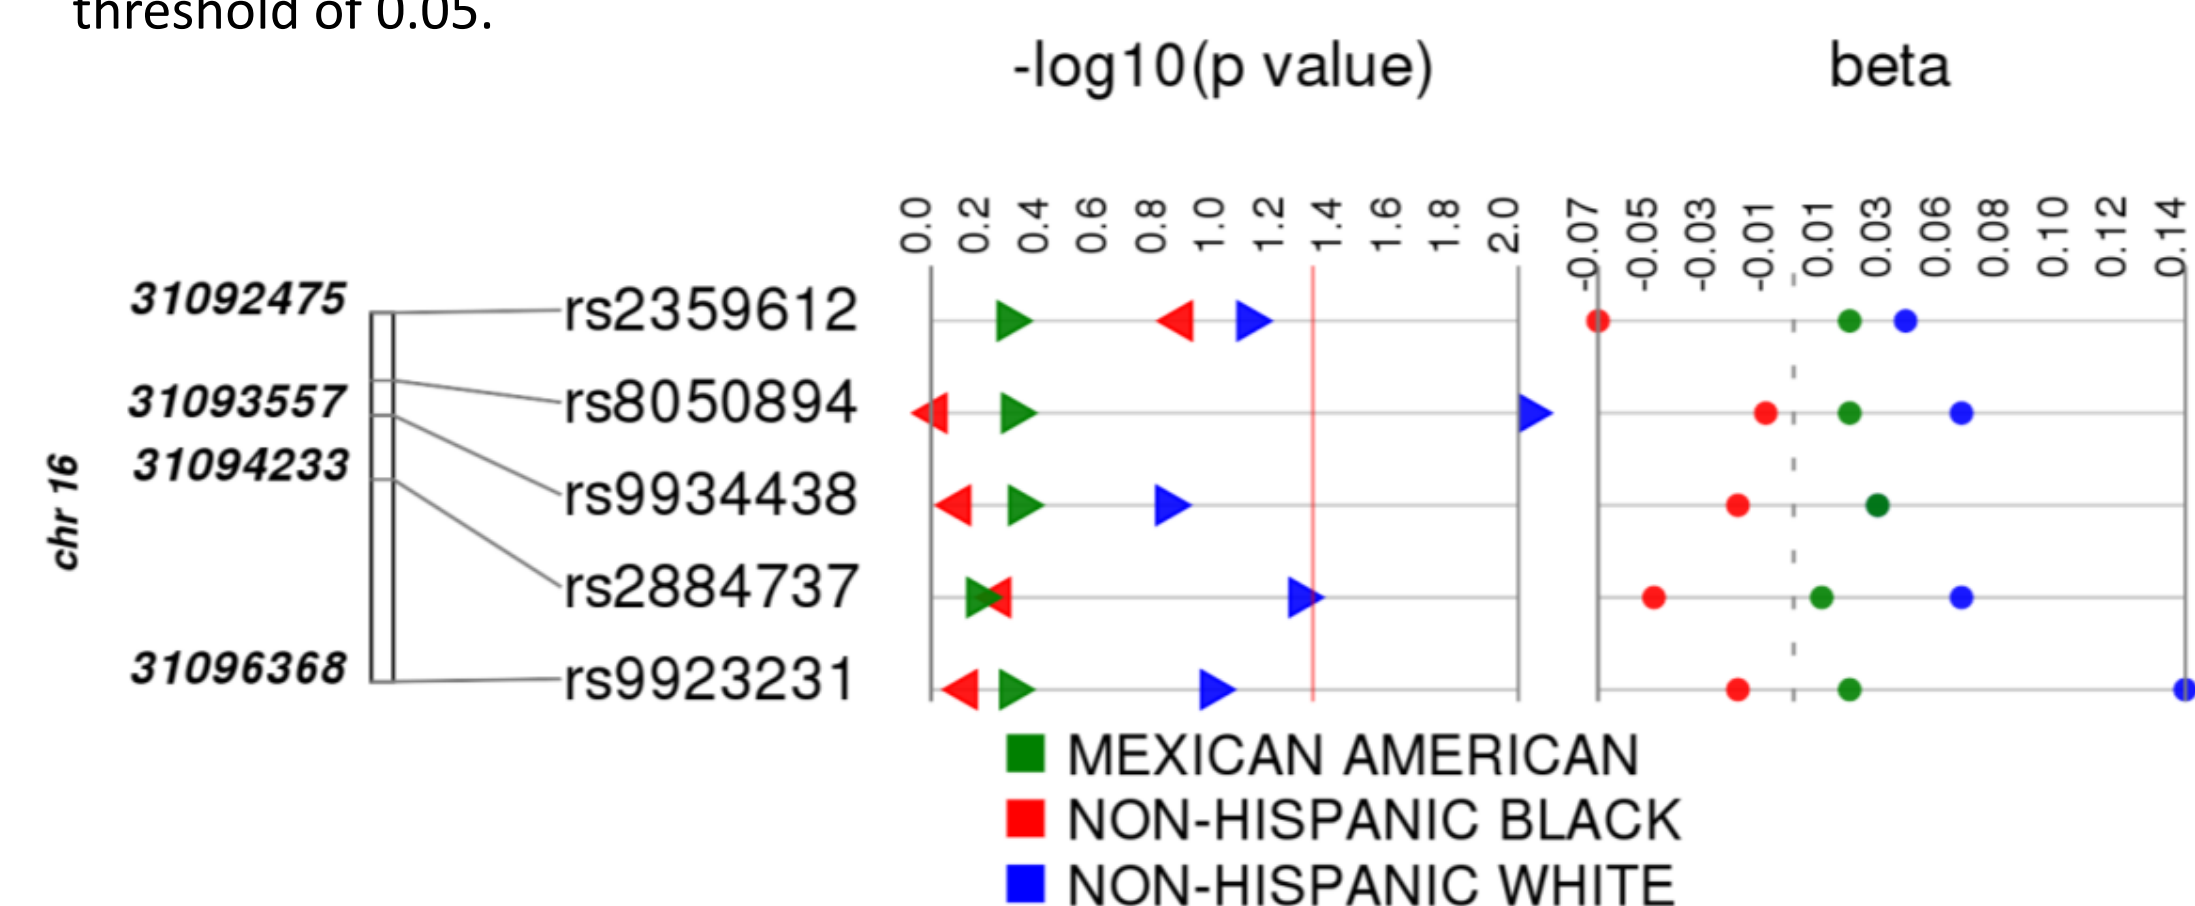 threshold of 0.05.
-log10(p value) beta
0.0 0.2 0.4 0.6 0.8 1.0 1.2 1.4 1.6 1.8 2.0 -0.07 -0.05 -0.03 -0.01 0.01 0.03 0.06 0.08 0.10 0.12 0.14
31092475 rs2359612
31093557 rs8050894
31094233 rs9934438
chr 16
rs2884737
31096368 rs9923231
MEXICAN AMERICAN
NON-HISPANIC BLACK
NON-HISPANIC WHITE